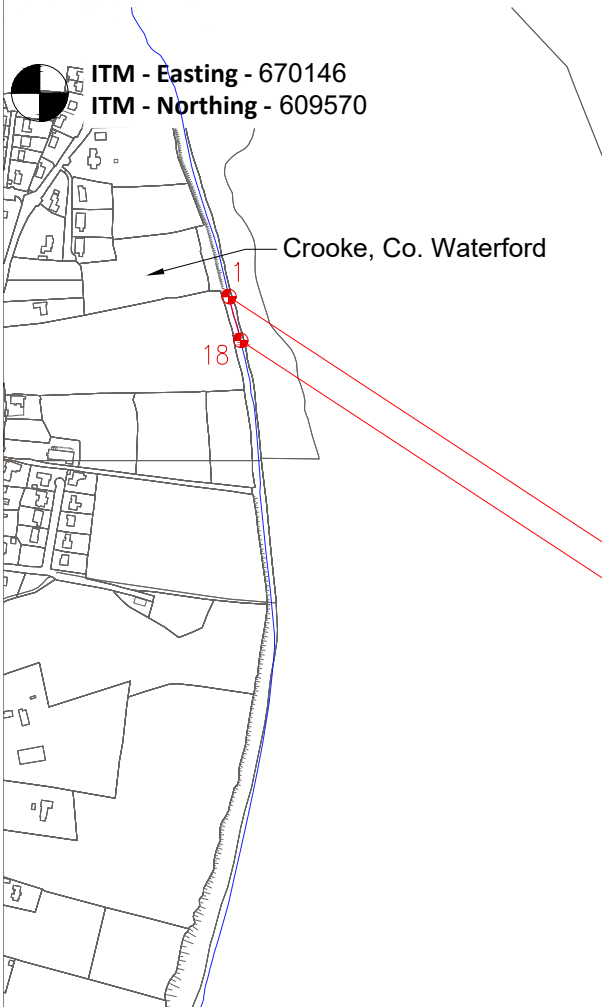 ITM - Easting - 670146
ITM - Northing - 609570
Crooke, Co. Waterford
1
18